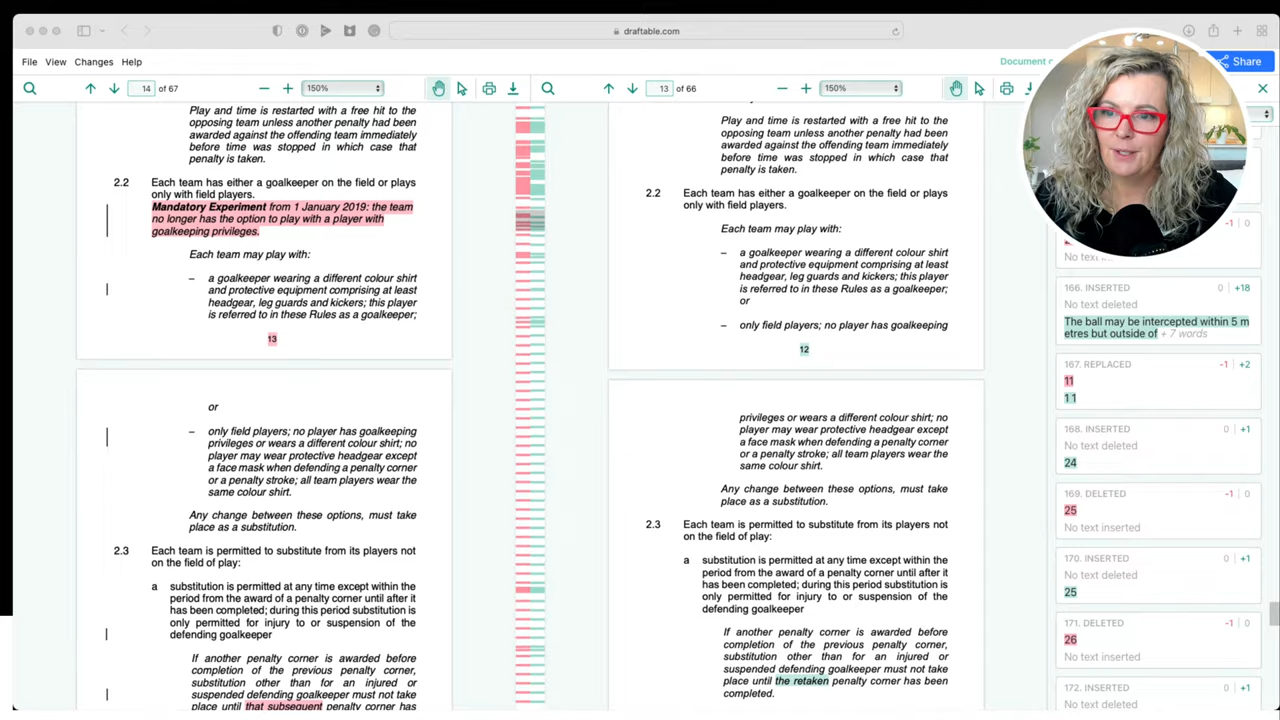 draftable.com
File View Changes Help
Document
Share
14 of 67
150%
13 of 66
150%
Play and time is restarted with a free hit to the
opposing team unless another penalty had been
awarded against the offending team immediately
before time was stopped in which case that
penalty is taken.
2.2 Each team has either a goalkeeper on the field or plays
only with field players.
Mandatory Experiment from 1 January 2019: the team
no longer has the option to play with a player with
goalkeeping privileges.
Each team may play with:
– a goalkeeper wearing a different colour shirt
and protective equipment comprising at least
headgear, leg guards and kickers; this player
is referred to in these Rules as a goalkeeper;
13
or
– only field players; no player has goalkeeping
privileges or wears a different colour shirt; no
player may wear protective headgear except
a face mask when defending a penalty corner
or a penalty stroke; all team players wear the
same colour shirt.
Any change between these options, must take
place as a substitution.
2.3 Each team is permitted to substitute from its players not
on the field of play:
a substitution is permitted at any time except within the
period from the award of a penalty corner until after it
has been completed; during this period substitution is
only permitted for injury to or suspension of the
defending goalkeeper
If another penalty corner is awarded before
completion of the previous penalty corner,
substitution other than for an injured or
suspended defending goalkeeper must not take
place until that subsequent penalty corner has
Play and time is restarted with a free hit to the
opposing team unless another penalty had been
awarded against the offending team immediately
before time was stopped in which case that
penalty is taken.
2.2 Each team has either a goalkeeper on the field or plays
only with field players.
Each team may play with:
– a goalkeeper wearing a different colour shirt
and protective equipment comprising at least
headgear, leg guards and kickers; this player
is referred to in these Rules as a goalkeeper;
or
– only field players; no player has goalkeeping
12
privileges or wears a different colour shirt; no
player may wear protective headgear except
a face mask when defending a penalty corner
or a penalty stroke; all team players wear the
same colour shirt.
Any change between these options, must take
place as a substitution.
2.3 Each team is permitted to substitute from its players not
on the field of play:
a substitution is permitted at any time except within the
period from the award of a penalty corner until after it
has been completed; during this period substitution is
only permitted for injury to or suspension of the
defending goalkeeper
If another penalty corner is awarded before
completion of the previous penalty corner,
substitution other than for an injured or
suspended defending goalkeeper must not take
place until the retaken penalty corner has been
completed.
-1 | 0
No tex
166. INSERTED 0 | +18
No text deleted
The ball may be intercepted within 5 m
etres but outside of + 7 words
167. REPLACED -1 | +2
11
1 1
168. INSERTED 0 | +1
No text deleted
24
169. DELETED -1 | 0
25
No text inserted
170. INSERTED 0 | +1
No text deleted
25
171. DELETED -1 | 0
26
No text inserted
172. INSERTED 0 | +1
No text deleted